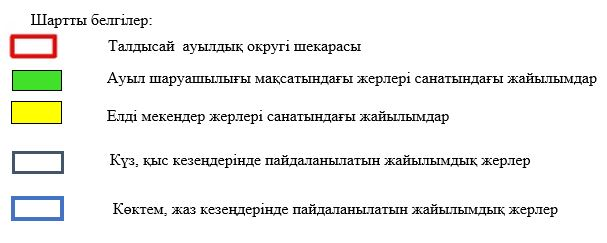 Шартты белгілер:
Талдысай ауылдық округі шекарасы
Ауыл шаруашылығы мақсатындағы жерлері санатындағы жайылымдар
Елді мекендер жерлері санатындағы жайылымдар
Күз, қыс кезеңдерінде пайдаланылатын жайылымдық жерлер
Көктем, жаз кезеңдерінде пайдаланылатын жайылымдық жерлер